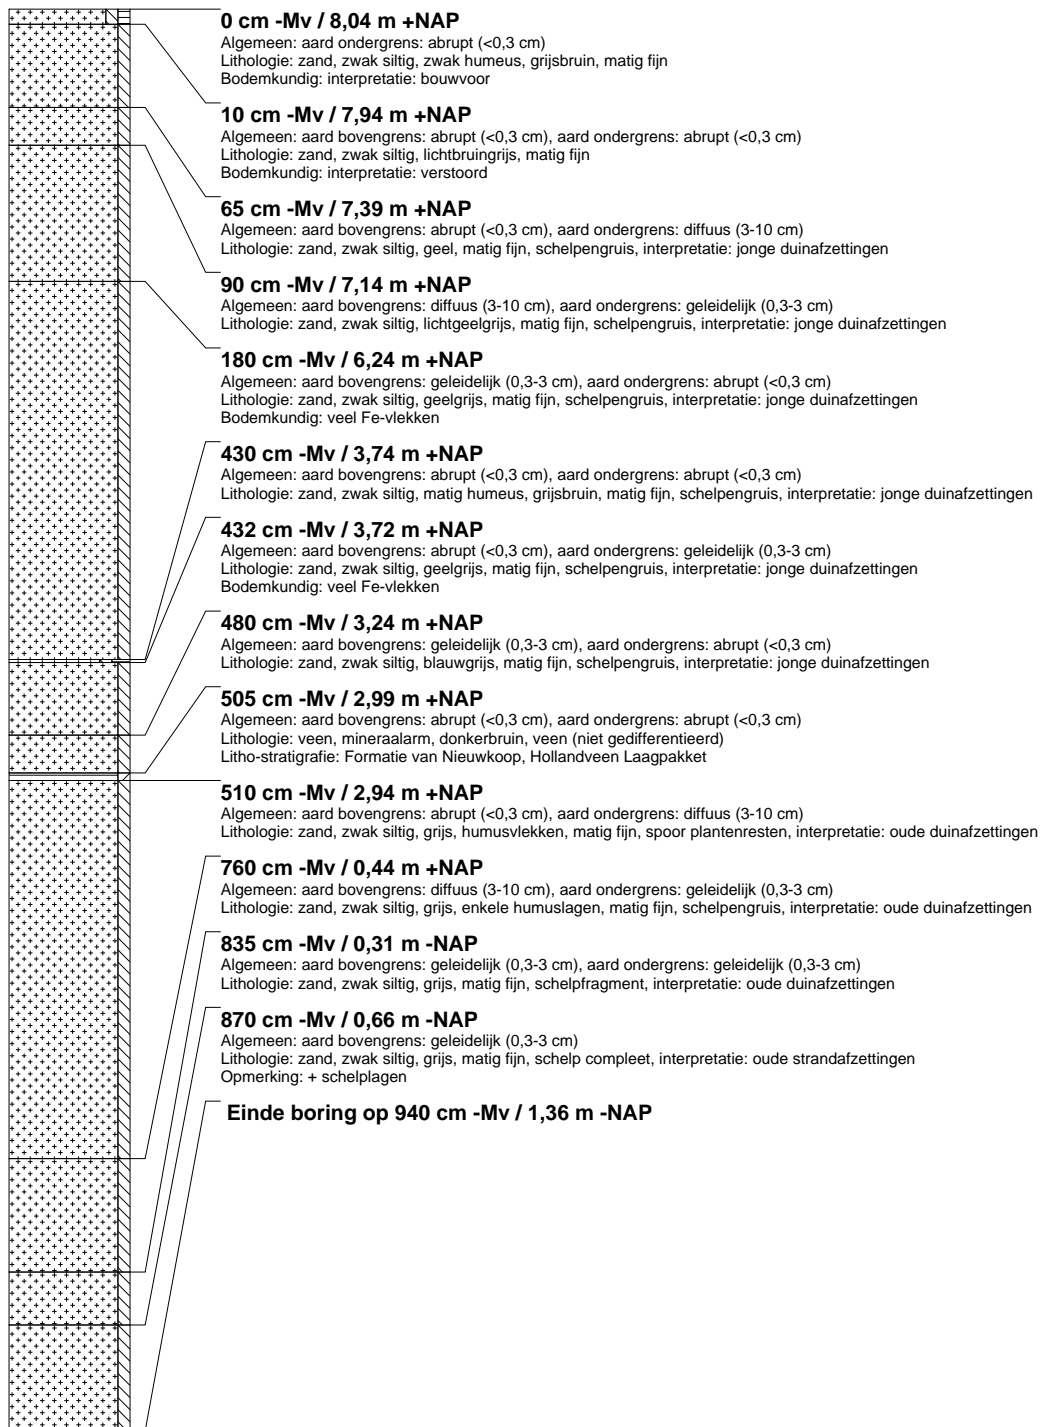 0 cm -Mv / 8,04 m +NAP
Algemeen: aard ondergrens: abrupt (<0,3 cm)
Lithologie: zand, zwak siltig, zwak humeus, grijsbruin, matig fijn
Bodemkundig: interpretatie: bouwvoor
10 cm -Mv / 7,94 m +NAP
Algemeen: aard bovengrens: abrupt (<0,3 cm), aard ondergrens: abrupt (<0,3 cm)
Lithologie: zand, zwak siltig, lichtbruingrijs, matig fijn
Bodemkundig: interpretatie: verstoord
65 cm -Mv / 7,39 m +NAP
Algemeen: aard bovengrens: abrupt (<0,3 cm), aard ondergrens: diffuus (3-10 cm)
Lithologie: zand, zwak siltig, geel, matig fijn, schelpengruis, interpretatie: jonge duinafzettingen
90 cm -Mv / 7,14 m +NAP
Algemeen: aard bovengrens: diffuus (3-10 cm), aard ondergrens: geleidelijk (0,3-3 cm)
Lithologie: zand, zwak siltig, lichtgeelgrijs, matig fijn, schelpengruis, interpretatie: jonge duinafzettingen
180 cm -Mv / 6,24 m +NAP
Algemeen: aard bovengrens: geleidelijk (0,3-3 cm), aard ondergrens: abrupt (<0,3 cm)
Lithologie: zand, zwak siltig, geelgrijs, matig fijn, schelpengruis, interpretatie: jonge duinafzettingen
Bodemkundig: veel Fe-vlekken
430 cm -Mv / 3,74 m +NAP
Algemeen: aard bovengrens: abrupt (<0,3 cm), aard ondergrens: abrupt (<0,3 cm)
Lithologie: zand, zwak siltig, matig humeus, grijsbruin, matig fijn, schelpengruis, interpretatie: jonge duinafzettingen
432 cm -Mv / 3,72 m +NAP
Algemeen: aard bovengrens: abrupt (<0,3 cm), aard ondergrens: geleidelijk (0,3-3 cm)
Lithologie: zand, zwak siltig, geelgrijs, matig fijn, schelpengruis, interpretatie: jonge duinafzettingen
Bodemkundig: veel Fe-vlekken
480 cm -Mv / 3,24 m +NAP
Algemeen: aard bovengrens: geleidelijk (0,3-3 cm), aard ondergrens: abrupt (<0,3 cm)
Lithologie: zand, zwak siltig, blauwgrijs, matig fijn, schelpengruis, interpretatie: jonge duinafzettingen
505 cm -Mv / 2,99 m +NAP
Algemeen: aard bovengrens: abrupt (<0,3 cm), aard ondergrens: abrupt (<0,3 cm)
Lithologie: veen, mineraalarm, donkerbruin, veen (niet gedifferentieerd)
Litho-stratigrafie: Formatie van Nieuwkoop, Hollandveen Laagpakket
510 cm -Mv / 2,94 m +NAP
Algemeen: aard bovengrens: abrupt (<0,3 cm), aard ondergrens: diffuus (3-10 cm)
Lithologie: zand, zwak siltig, grijs, humusvlekken, matig fijn, spoor plantenresten, interpretatie: oude duinafzettingen
760 cm -Mv / 0,44 m +NAP
Algemeen: aard bovengrens: diffuus (3-10 cm), aard ondergrens: geleidelijk (0,3-3 cm)
Lithologie: zand, zwak siltig, grijs, enkele humuslagen, matig fijn, schelpengruis, interpretatie: oude duinafzettingen
835 cm -Mv / 0,31 m -NAP
Algemeen: aard bovengrens: geleidelijk (0,3-3 cm), aard ondergrens: geleidelijk (0,3-3 cm)
Lithologie: zand, zwak siltig, grijs, matig fijn, schelpfragment, interpretatie: oude duinafzettingen
870 cm -Mv / 0,66 m -NAP
Algemeen: aard bovengrens: geleidelijk (0,3-3 cm)
Lithologie: zand, zwak siltig, grijs, matig fijn, schelp compleet, interpretatie: oude strandafzettingen
Opmerking: + schelplagen
Einde boring op 940 cm -Mv / 1,36 m -NAP